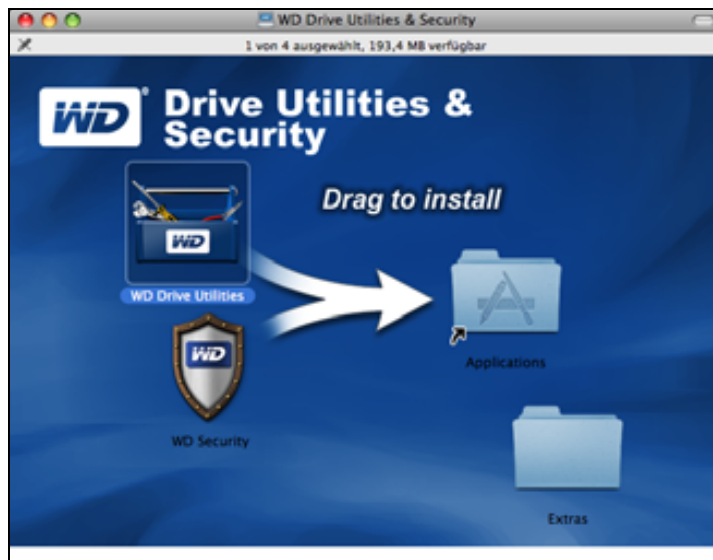 WD Drive Utilities & Security
1 von 4 ausgewählt, 193,4 MB verfügbar
WD® Drive Utilities &
Security
Drag to install
WD
WD Drive Utilities
Applications
WD
WD Security
Extras